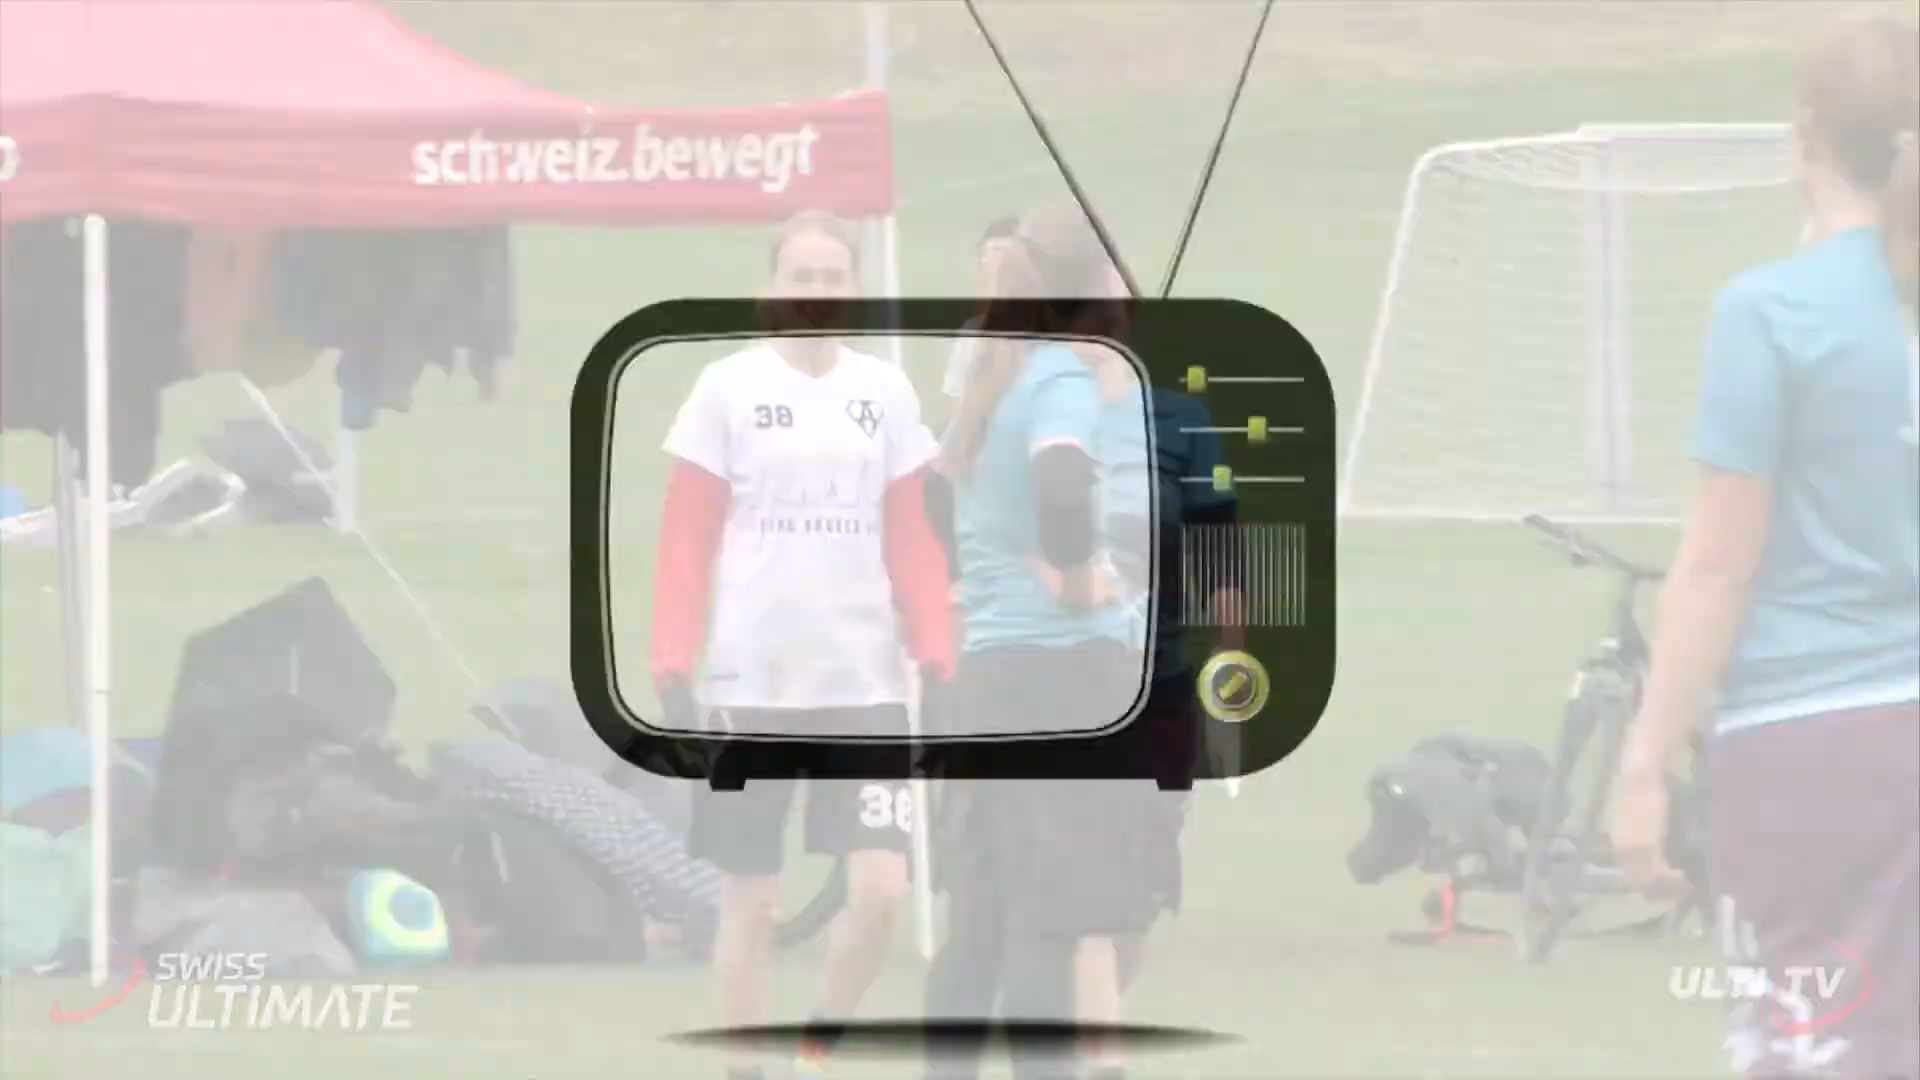 schweiz.bewegt
38
A
38
SWISS
ULTIMATE
ULTI TV